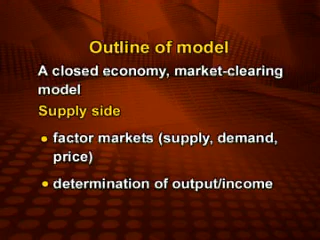 Outline of model
A closed economy, market-clearing
model
Supply side
• factor markets (supply, demand,
price)
• determination of output/income